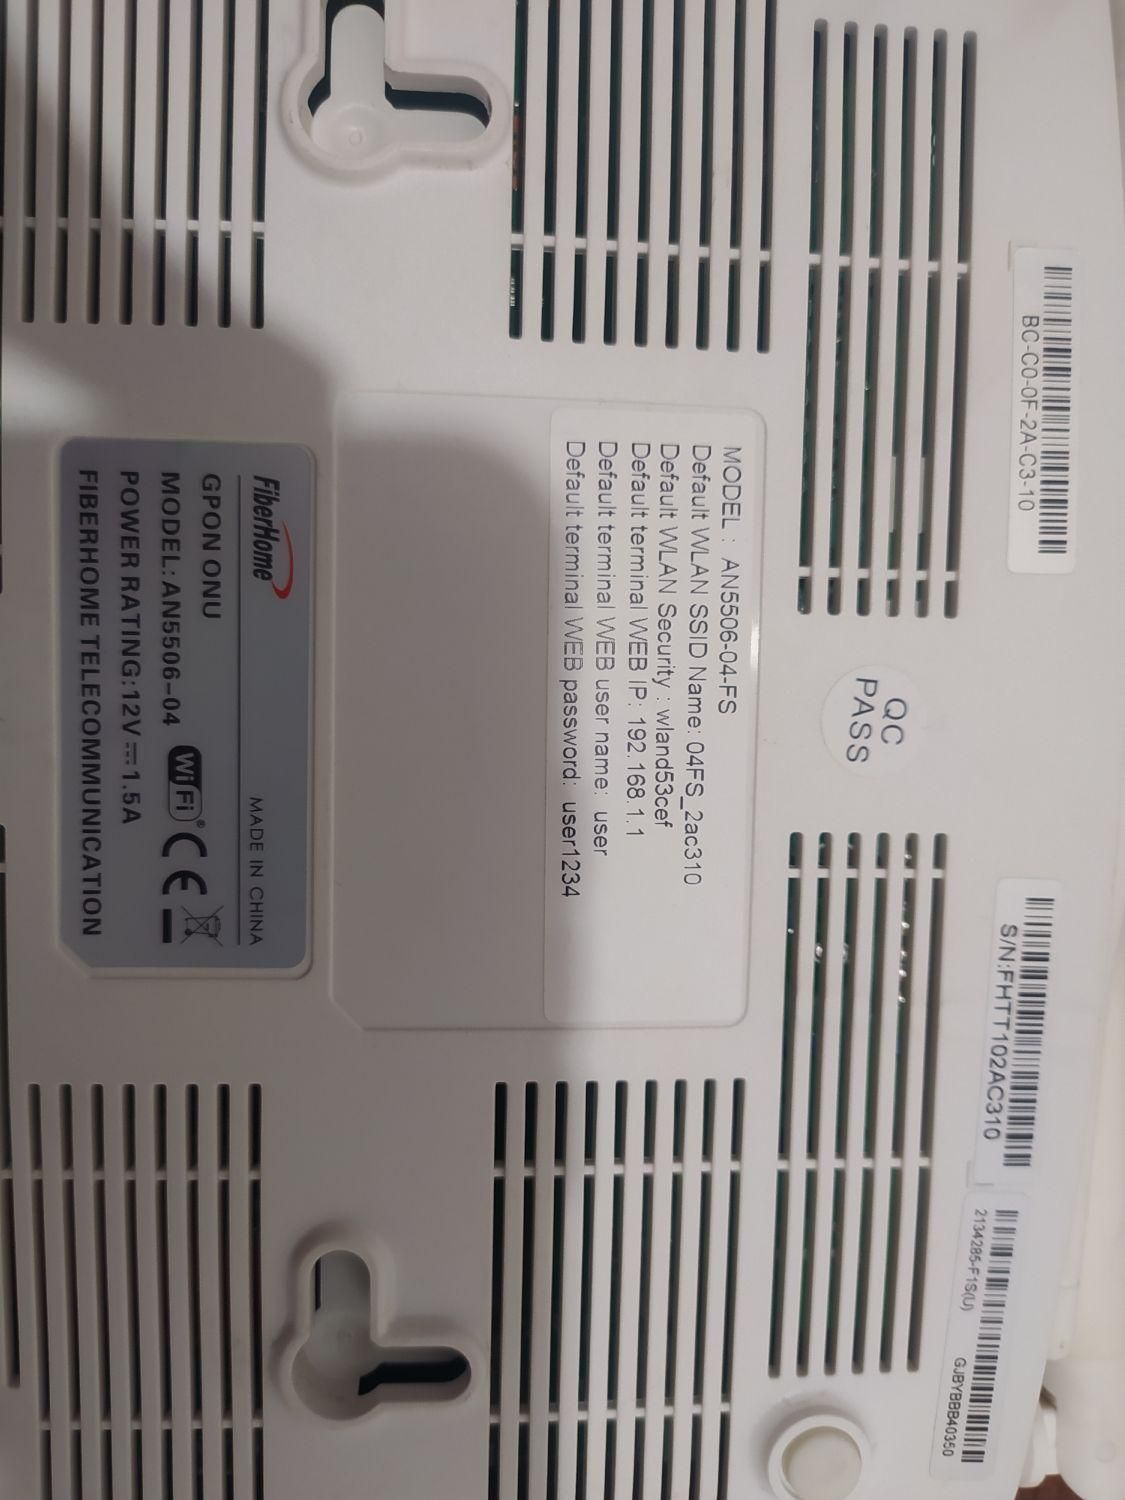 BC-C0-0F-2A-C3-10
QC
PASS
S/N:FHTT102AC310
2134285-F1S(U)
GJBYBBB40350
MODEL : AN5506-04-FS
Default WLAN SSID Name: 04FS_2ac310
Default WLAN Security : wland53cef
Default terminal WEB IP: 192.168.1.1
Default terminal WEB user name: user
Default terminal WEB password: user1234
FiberHome
MADE IN CHINA
GPON ONU
MODEL: AN5506-04
WiFi® CE
POWER RATING:12V⎓1.5A
FIBERHOME TELECOMMUNICATION